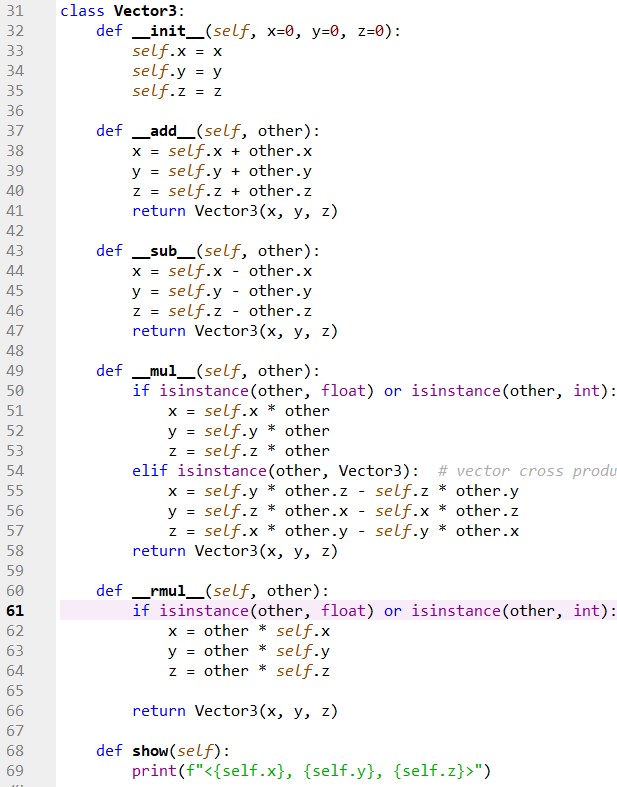 31 class Vector3:
32     def __init__(self, x=0, y=0, z=0):
33         self.x = x
34         self.y = y
35         self.z = z
36
37     def __add__(self, other):
38         x = self.x + other.x
39         y = self.y + other.y
40         z = self.z + other.z
41         return Vector3(x, y, z)
42
43     def __sub__(self, other):
44         x = self.x - other.x
45         y = self.y - other.y
46         z = self.z - other.z
47         return Vector3(x, y, z)
48
49     def __mul__(self, other):
50         if isinstance(other, float) or isinstance(other, int):
51             x = self.x * other
52             y = self.y * other
53             z = self.z * other
54         elif isinstance(other, Vector3):  # vector cross produ
55             x = self.y * other.z - self.z * other.y
56             y = self.z * other.x - self.x * other.z
57             z = self.x * other.y - self.y * other.x
58         return Vector3(x, y, z)
59
60     def __rmul__(self, other):
61         if isinstance(other, float) or isinstance(other, int):
62             x = other * self.x
63             y = other * self.y
64             z = other * self.z
65
66         return Vector3(x, y, z)
67
68     def show(self):
69         print(f"<{self.x}, {self.y}, {self.z}>")